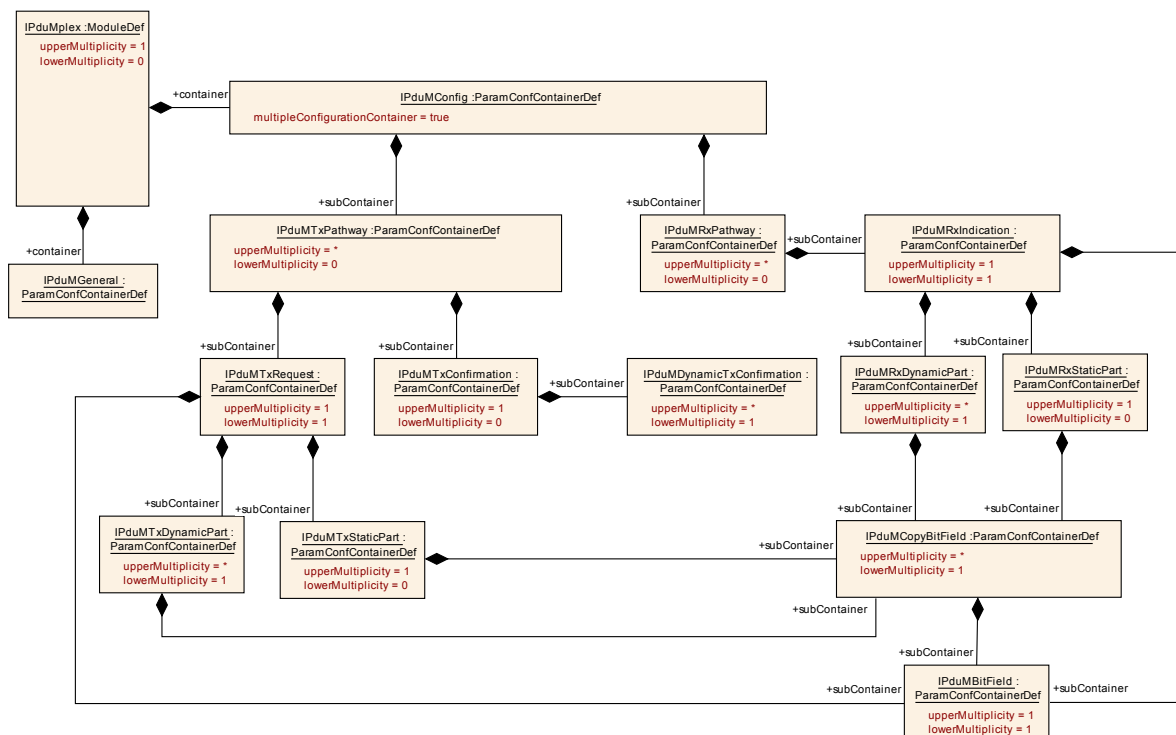 IPduMplex :ModuleDef
upperMultiplicity = 1
lowerMultiplicity = 0
+container
IPduMConfig :ParamConfContainerDef
multipleConfigurationContainer = true
+container
IPduMGeneral :
ParamConfContainerDef
+subContainer
+subContainer
IPduMTxPathway :ParamConfContainerDef
upperMultiplicity = *
lowerMultiplicity = 0
IPduMRxPathway :
ParamConfContainerDef
upperMultiplicity = *
lowerMultiplicity = 0
+subContainer
IPduMRxIndication :
ParamConfContainerDef
upperMultiplicity = 1
lowerMultiplicity = 1
+subContainer
+subContainer
+subContainer
+subContainer
IPduMTxRequest :
ParamConfContainerDef
upperMultiplicity = 1
lowerMultiplicity = 1
IPduMTxConfirmation :
ParamConfContainerDef
upperMultiplicity = 1
lowerMultiplicity = 0
+subContainer
IPduMDynamicTxConfirmation :
ParamConfContainerDef
upperMultiplicity = *
lowerMultiplicity = 1
IPduMRxDynamicPart :
ParamConfContainerDef
upperMultiplicity = *
lowerMultiplicity = 1
IPduMRxStaticPart :
ParamConfContainerDef
upperMultiplicity = 1
lowerMultiplicity = 0
+subContainer
+subContainer
+subContainer
+subContainer
IPduMTxDynamicPart :
ParamConfContainerDef
upperMultiplicity = *
lowerMultiplicity = 1
IPduMTxStaticPart :
ParamConfContainerDef
upperMultiplicity = 1
lowerMultiplicity = 0
+subContainer
IPduMCopyBitField :ParamConfContainerDef
upperMultiplicity = *
lowerMultiplicity = 1
+subContainer
+subContainer
+subContainer
IPduMBitField :
ParamConfContainerDef
upperMultiplicity = 1
lowerMultiplicity = 1
+subContainer